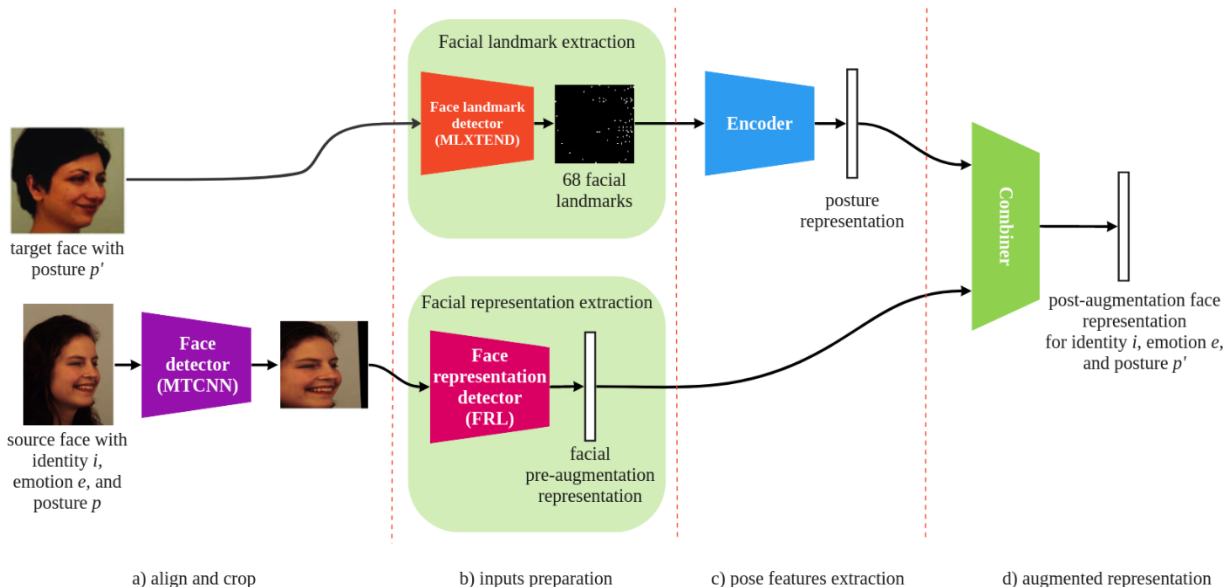 Facial landmark extraction
Face landmark
detector
(MLXTEND)
68 facial
landmarks
Encoder
posture
representation
Combiner
target face with
posture p'
Facial representation extraction
Face
detector
(MTCNN)
Face
representation
detector
(FRL)
facial
pre-augmentation
representation
post-augmentation face
representation
for identity i, emotion e,
and posture p'
source face with
identity i,
emotion e, and
posture p
a) align and crop
b) inputs preparation
c) pose features extraction
d) augmented representation